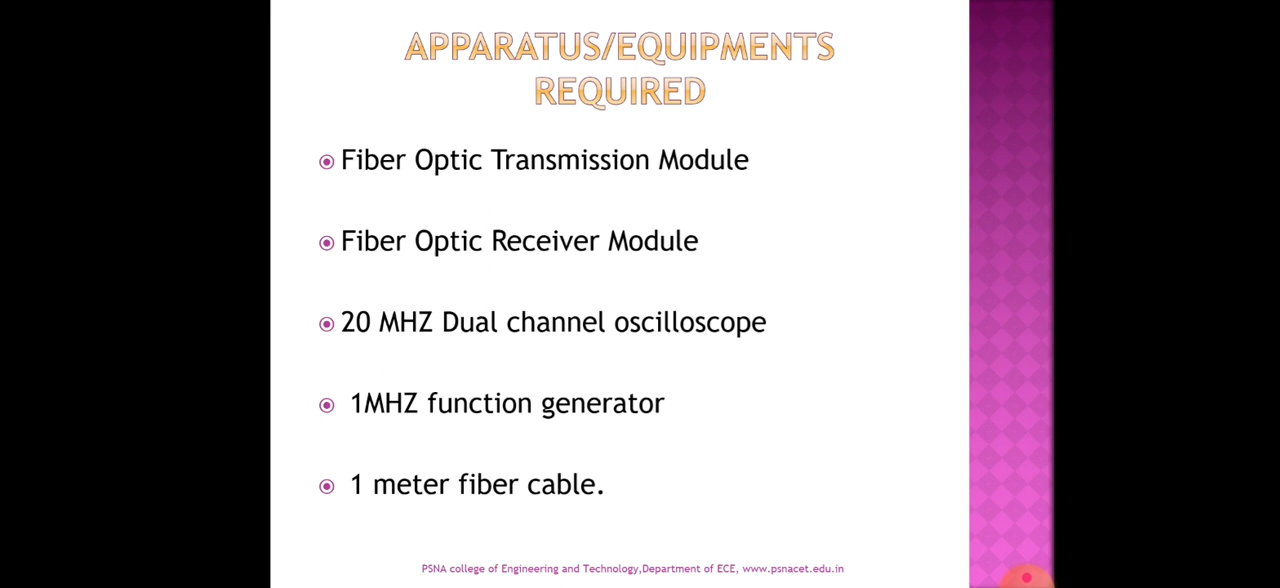 APPARATUS/EQUIPMENTS
REQUIRED
Fiber Optic Transmission Module
Fiber Optic Receiver Module
20 MHZ Dual channel oscilloscope
1MHZ function generator
1 meter fiber cable.
PSNA college of Engineering and Technology,Department of ECE, www.psnacet.edu.in